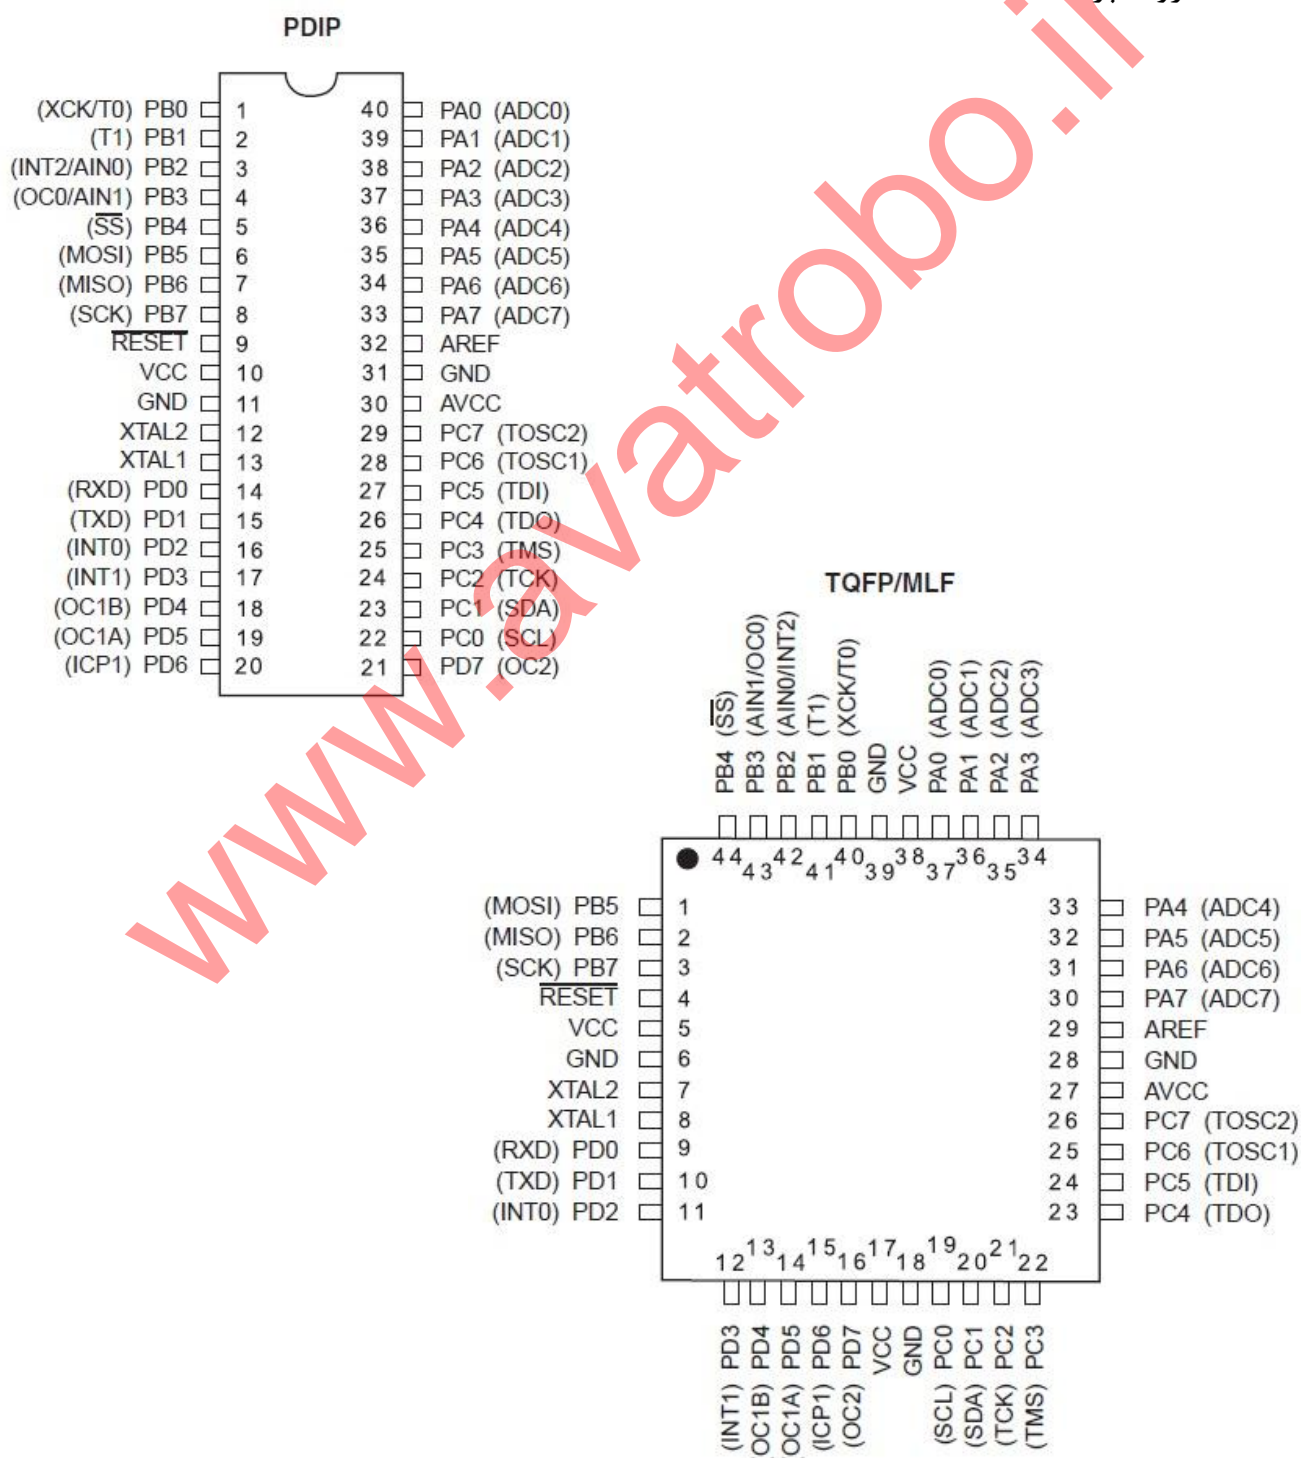 PDIP
(XCK/T0) PB0 1 40 PA0 (ADC0)
(T1) PB1 2 39 PA1 (ADC1)
(INT2/AIN0) PB2 3 38 PA2 (ADC2)
(OC0/AIN1) PB3 4 37 PA3 (ADC3)
(SS) PB4 5 36 PA4 (ADC4)
(MOSI) PB5 6 35 PA5 (ADC5)
(MISO) PB6 7 34 PA6 (ADC6)
(SCK) PB7 8 33 PA7 (ADC7)
RESET 9 32 AREF
VCC 10 31 GND
GND 11 30 AVCC
XTAL2 12 29 PC7 (TOSC2)
XTAL1 13 28 PC6 (TOSC1)
(RXD) PD0 14 27 PC5 (TDI)
(TXD) PD1 15 26 PC4 (TDO)
(INT0) PD2 16 25 PC3 (TMS)
(INT1) PD3 17 24 PC2 (TCK)
(OC1B) PD4 18 23 PC1 (SDA)
(OC1A) PD5 19 22 PC0 (SCL)
(ICP1) PD6 20 21 PD7 (OC2)
TQFP/MLF
PB4 (SS)
PB3 (AIN1/OC0)
PB2 (AIN0/INT2)
PB1 (T1)
PB0 (XCK/T0)
GND
VCC
PA0 (ADC0)
PA1 (ADC1)
PA2 (ADC2)
PA3 (ADC3)
44 43 42 41 40 39 38 37 36 35 34
(MOSI) PB5 1 33 PA4 (ADC4)
(MISO) PB6 2 32 PA5 (ADC5)
(SCK) PB7 3 31 PA6 (ADC6)
RESET 4 30 PA7 (ADC7)
VCC 5 29 AREF
GND 6 28 GND
XTAL2 7 27 AVCC
XTAL1 8 26 PC7 (TOSC2)
(RXD) PD0 9 25 PC6 (TOSC1)
(TXD) PD1 10 24 PC5 (TDI)
(INT0) PD2 11 23 PC4 (TDO)
12 13 14 15 16 17 18 19 20 21 22
(INT1) PD3
OC1B) PD4
OC1A) PD5
(ICP1) PD6
(OC2) PD7
VCC
GND
(SCL) PC0
(SDA) PC1
(TCK) PC2
(TMS) PC3
www.avatrobo.ir